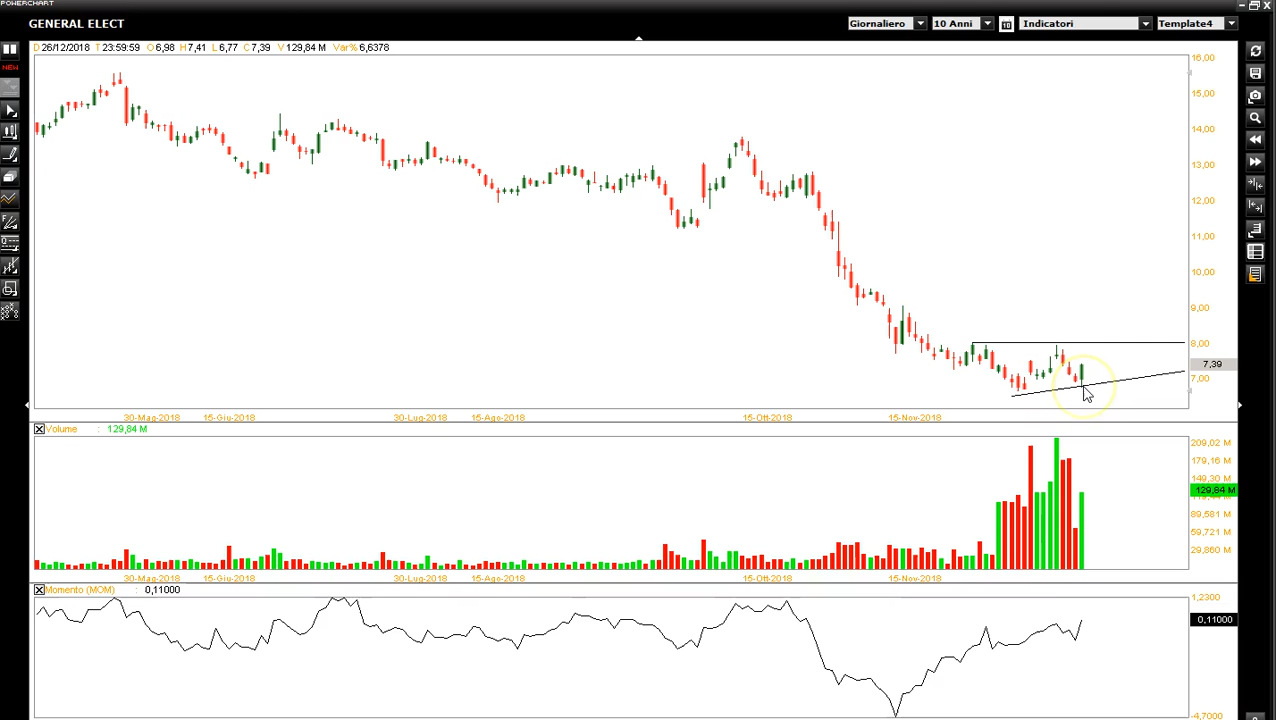 POWERCHART
GENERAL ELECT
Giornaliero
10 Anni
Indicatori
Template4
D 26/12/2018 T 23:59:59 O 6,98 H 7,41 L 6,77 C 7,39 V 129,84 M Var% 6,6378
NEW
16,00
15,00
14,00
13,00
12,00
11,00
10,00
9,00
8,00
7,39
7,00
30-Mag-2018 15-Giu-2018 30-Lug-2018 15-Ago-2018 15-Ott-2018 15-Nov-2018
Volume : 129,84 M
209,02 M
179,16 M
149,30 M
129,84 M
89,581 M
59,721 M
29,860 M
30-Mag-2018 15-Giu-2018 30-Lug-2018 15-Ago-2018 15-Ott-2018 15-Nov-2018
Momento (MOM) : 0,11000
1,2300
0,11000
-4,7000